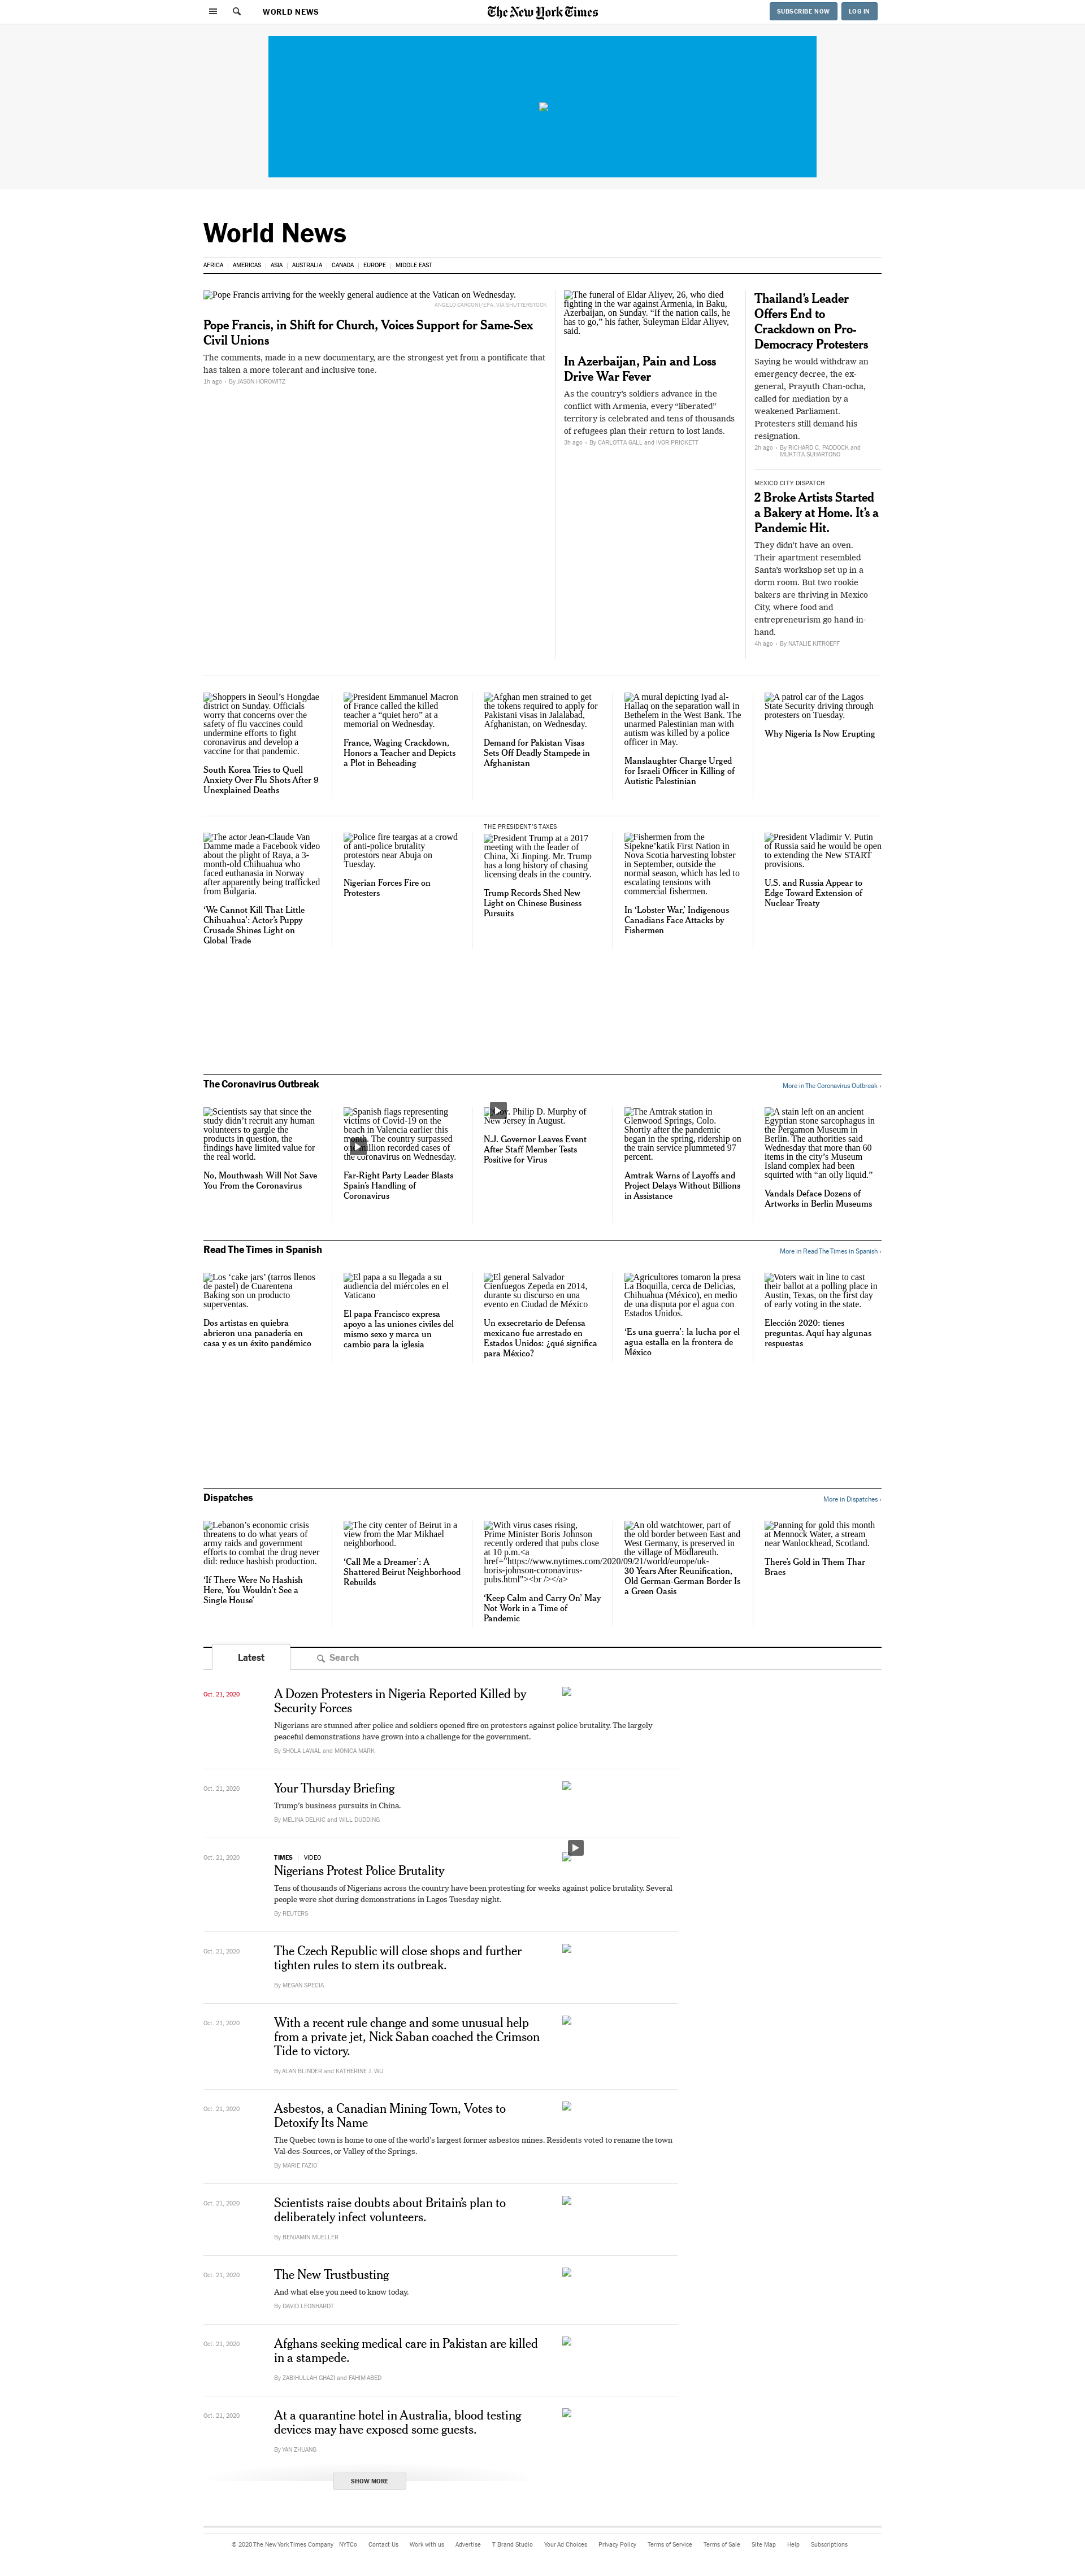 WORLD NEWS
The New York Times
SUBSCRIBE NOW
LOG IN
World News
AFRICA
AMERICAS
ASIA
AUSTRALIA
CANADA
EUROPE
MIDDLE EAST
Pope Francis arriving for the weekly general audience at the Vatican on Wednesday.
ANGELO CARCONI/EPA, VIA SHUTTERSTOCK
Pope Francis, in Shift for Church, Voices Support for Same-Sex
Civil Unions
The comments, made in a new documentary, are the strongest yet from a pontificate that
has taken a more tolerant and inclusive tone.
1h ago · By JASON HOROWITZ
The funeral of Eldar Aliyev, 26, who died
fighting in the war against Armenia, in Baku,
Azerbaijan, on Sunday. “If the nation calls, he
has to go,” his father, Suleyman Eldar Aliyev,
said.
In Azerbaijan, Pain and Loss
Drive War Fever
As the country’s soldiers advance in the
conflict with Armenia, every “liberated”
territory is celebrated and tens of thousands
of refugees plan their return to lost lands.
3h ago · By CARLOTTA GALL and IVOR PRICKETT
Thailand’s Leader
Offers End to
Crackdown on Pro-
Democracy Protesters
Saying he would withdraw an
emergency decree, the ex-
general, Prayuth Chan-ocha,
called for mediation by a
weakened Parliament.
Protesters still demand his
resignation.
2h ago · By RICHARD C. PADDOCK and
MUKTITA SUHARTONO
MEXICO CITY DISPATCH
2 Broke Artists Started
a Bakery at Home. It’s a
Pandemic Hit.
They didn’t have an oven.
Their apartment resembled
Santa’s workshop set up in a
dorm room. But two rookie
bakers are thriving in Mexico
City, where food and
entrepreneurism go hand-in-
hand.
4h ago · By NATALIE KITROEFF
Shoppers in Seoul’s Hongdae
district on Sunday. Officials
worry that concerns over the
safety of flu vaccines could
undermine efforts to fight
coronavirus and develop a
vaccine for that pandemic.
South Korea Tries to Quell
Anxiety Over Flu Shots After 9
Unexplained Deaths
President Emmanuel Macron
of France called the killed
teacher a “quiet hero” at a
memorial on Wednesday.
France, Waging Crackdown,
Honors a Teacher and Depicts
a Plot in Beheading
Afghan men strained to get
the tokens required to apply for
Pakistani visas in Jalalabad,
Afghanistan, on Wednesday.
Demand for Pakistan Visas
Sets Off Deadly Stampede in
Afghanistan
A mural depicting Iyad al-
Hallaq on the separation wall in
Bethelem in the West Bank. The
unarmed Palestinian man with
autism was killed by a police
officer in May.
Manslaughter Charge Urged
for Israeli Officer in Killing of
Autistic Palestinian
A patrol car of the Lagos
State Security driving through
protesters on Tuesday.
Why Nigeria Is Now Erupting
The actor Jean-Claude Van
Damme made a Facebook video
about the plight of Raya, a 3-
month-old Chihuahua who
faced euthanasia in Norway
after apparently being trafficked
from Bulgaria.
‘We Cannot Kill That Little
Chihuahua’: Actor’s Puppy
Crusade Shines Light on
Global Trade
Police fire teargas at a crowd
of anti-police brutality
protestors near Abuja on
Tuesday.
Nigerian Forces Fire on
Protesters
THE PRESIDENT'S TAXES
President Trump at a 2017
meeting with the leader of
China, Xi Jinping. Mr. Trump
has a long history of chasing
licensing deals in the country.
Trump Records Shed New
Light on Chinese Business
Pursuits
Fishermen from the
Sipekne’katik First Nation in
Nova Scotia harvesting lobster
in September, outside the
normal season, which has led to
escalating tensions with
commercial fishermen.
In ‘Lobster War,’ Indigenous
Canadians Face Attacks by
Fishermen
President Vladimir V. Putin
of Russia said he would be open
to extending the New START
provisions.
U.S. and Russia Appear to
Edge Toward Extension of
Nuclear Treaty
The Coronavirus Outbreak
More in The Coronavirus Outbreak ›
Scientists say that since the
study didn’t recruit any human
volunteers to gargle the
products in question, the
findings have limited value for
the real world.
No, Mouthwash Will Not Save
You From the Coronavirus
Spanish flags representing
victims of Covid-19 on the
beach in Valencia earlier this
The country surpassed
recorded cases of
the coronavirus on Wednesday.
Far-Right Party Leader Blasts
Spain’s Handling of
Coronavirus
Philip D. Murphy of
New Jersey in August.
N.J. Governor Leaves Event
After Staff Member Tests
Positive for Virus
The Amtrak station in
Glenwood Springs, Colo.
Shortly after the pandemic
began in the spring, ridership on
the train service plummeted 97
percent.
Amtrak Warns of Layoffs and
Project Delays Without Billions
in Assistance
A stain left on an ancient
Egyptian stone sarcophagus in
the Pergamon Museum in
Berlin. The authorities said
Wednesday that more than 60
items in the city’s Museum
Island complex had been
squirted with “an oily liquid.”
Vandals Deface Dozens of
Artworks in Berlin Museums
Read The Times in Spanish
More in Read The Times in Spanish ›
Los ‘cake jars’ (tarros llenos
de pastel) de Cuarentena
Baking son un producto
superventas.
Dos artistas en quiebra
abrieron una panadería en
casa y es un éxito pandémico
El papa a su llegada a su
audiencia del miércoles en el
Vaticano
El papa Francisco expresa
apoyo a las uniones civiles del
mismo sexo y marca un
cambio para la iglesia
El general Salvador
Cienfuegos Zepeda en 2014,
durante su discurso en una
evento en Ciudad de México
Un exsecretario de Defensa
mexicano fue arrestado en
Estados Unidos: ¿qué significa
para México?
Agricultores tomaron la presa
La Boquilla, cerca de Delicias,
Chihuahua (México), en medio
de una disputa por el agua con
Estados Unidos.
‘Es una guerra’: la lucha por el
agua estalla en la frontera de
México
Voters wait in line to cast
their ballot at a polling place in
Austin, Texas, on the first day
of early voting in the state.
Elección 2020: tienes
preguntas. Aquí hay algunas
respuestas
Dispatches
More in Dispatches ›
Lebanon’s economic crisis
threatens to do what years of
army raids and government
efforts to combat the drug never
did: reduce hashish production.
‘If There Were No Hashish
Here, You Wouldn’t See a
Single House’
The city center of Beirut in a
view from the Mar Mikhael
neighborhood.
‘Call Me a Dreamer’: A
Shattered Beirut Neighborhood
Rebuilds
With virus cases rising,
Prime Minister Boris Johnson
recently ordered that pubs close
at 10 p.m.<a
href="https://www.nytimes.com/2020/09/21/world/europe/uk-
boris-johnson-coronavirus-
pubs.html"><br /></a>
‘Keep Calm and Carry On’ May
Not Work in a Time of
Pandemic
An old watchtower, part of
the old border between East and
West Germany, is preserved in
the village of Mödlareuth.
30 Years After Reunification,
Old German-German Border Is
a Green Oasis
Panning for gold this month
at Mennock Water, a stream
near Wanlockhead, Scotland.
There’s Gold in Them Thar
Braes
Latest
Search
Oct. 21, 2020
A Dozen Protesters in Nigeria Reported Killed by
Security Forces
Nigerians are stunned after police and soldiers opened fire on protesters against police brutality. The largely
peaceful demonstrations have grown into a challenge for the government.
By SHOLA LAWAL and MONICA MARK
Oct. 21, 2020
Your Thursday Briefing
Trump’s business pursuits in China.
By MELINA DELKIC and WILL DUDDING
Oct. 21, 2020
TIMES | VIDEO
Nigerians Protest Police Brutality
Tens of thousands of Nigerians across the country have been protesting for weeks against police brutality. Several
people were shot during demonstrations in Lagos Tuesday night.
By REUTERS
Oct. 21, 2020
The Czech Republic will close shops and further
tighten rules to stem its outbreak.
By MEGAN SPECIA
Oct. 21, 2020
With a recent rule change and some unusual help
from a private jet, Nick Saban coached the Crimson
Tide to victory.
By ALAN BLINDER and KATHERINE J. WU
Oct. 21, 2020
Asbestos, a Canadian Mining Town, Votes to
Detoxify Its Name
The Quebec town is home to one of the world’s largest former asbestos mines. Residents voted to rename the town
Val-des-Sources, or Valley of the Springs.
By MARIE FAZIO
Oct. 21, 2020
Scientists raise doubts about Britain’s plan to
deliberately infect volunteers.
By BENJAMIN MUELLER
Oct. 21, 2020
The New Trustbusting
And what else you need to know today.
By DAVID LEONHARDT
Oct. 21, 2020
Afghans seeking medical care in Pakistan are killed
in a stampede.
By ZABIHULLAH GHAZI and FAHIM ABED
Oct. 21, 2020
At a quarantine hotel in Australia, blood testing
devices may have exposed some guests.
By YAN ZHUANG
SHOW MORE
© 2020 The New York Times Company
NYTCo
Contact Us
Work with us
Advertise
T Brand Studio
Your Ad Choices
Privacy Policy
Terms of Service
Terms of Sale
Site Map
Help
Subscriptions